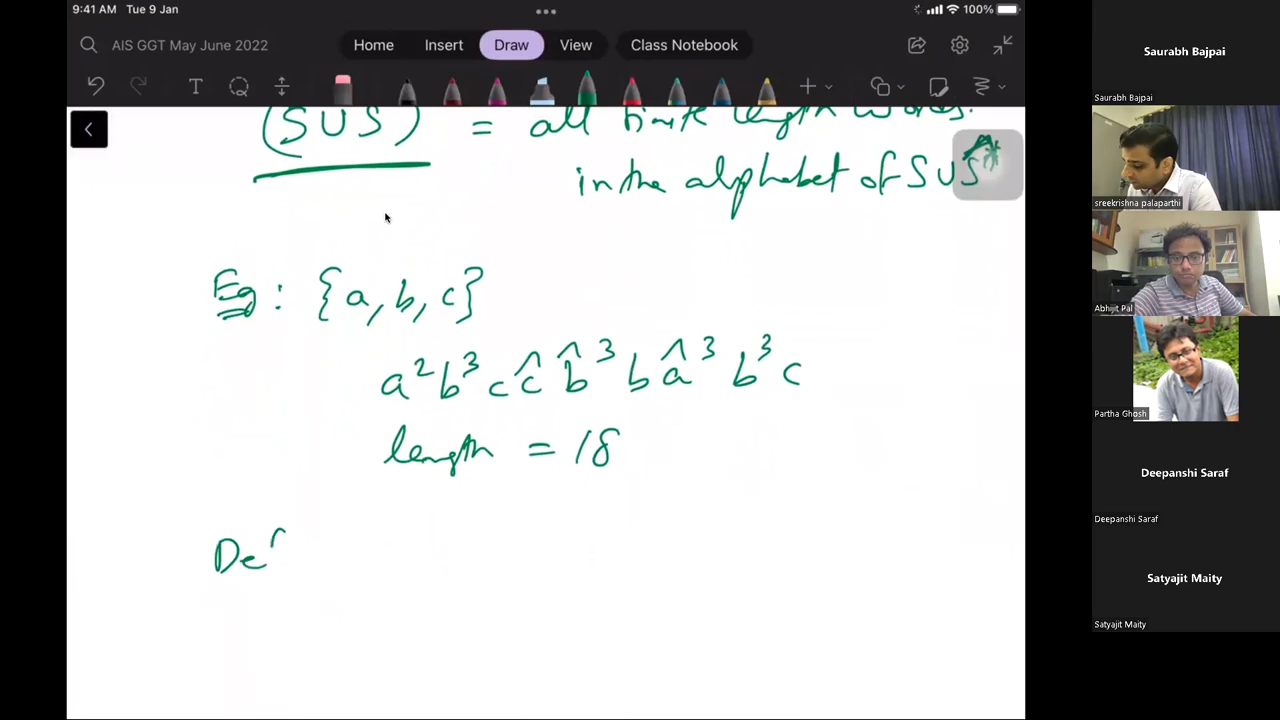 9:41 AM Tue 9 Jan
100%
AIS GGT May June 2022
Home Insert Draw View Class Notebook
(S∪S) = all finite length words.
in the alphabet of S∪Ŝ
Eg: {a, b, c}
a²b³cĉb̂³bâ³b³c
length = 18
Def
Saurabh Bajpai
Saurabh Bajpai
sreekrishna palaparthi
Abhijit Pal
Partha Ghosh
Deepanshi Saraf
Deepanshi Saraf
Satyajit Maity
Satyajit Maity